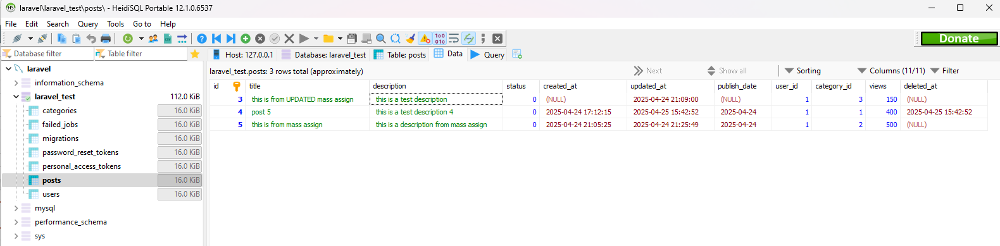 laravel\laravel_test\posts\ - HeidiSQL Portable 12.1.0.6537
File Edit Search Query Tools Go to Help
Donate
Database filter Table filter Host: 127.0.0.1 Database: laravel_test Table: posts Data Query
laravel
information_schema
laravel_test 112.0 KiB
categories 16.0 KiB
failed_jobs 16.0 KiB
migrations 16.0 KiB
password_reset_tokens 16.0 KiB
personal_access_tokens 16.0 KiB
posts 16.0 KiB
users 16.0 KiB
mysql
performance_schema
sys
laravel_test.posts: 3 rows total (approximately) Next Show all Sorting Columns (11/11) Filter
id title description status created_at updated_at publish_date user_id category_id views deleted_at
3 this is from UPDATED mass assign this is a test description 0 (NULL) 2025-04-24 21:09:00 (NULL) 1 3 150 (NULL)
4 post 5 this is a test description 4 0 2025-04-24 17:12:15 2025-04-25 15:42:52 2025-04-24 1 1 400 2025-04-25 15:42:52
5 this is from mass assign this is a description from mass assign 0 2025-04-24 21:05:25 2025-04-24 21:25:49 2025-04-24 1 2 500 (NULL)